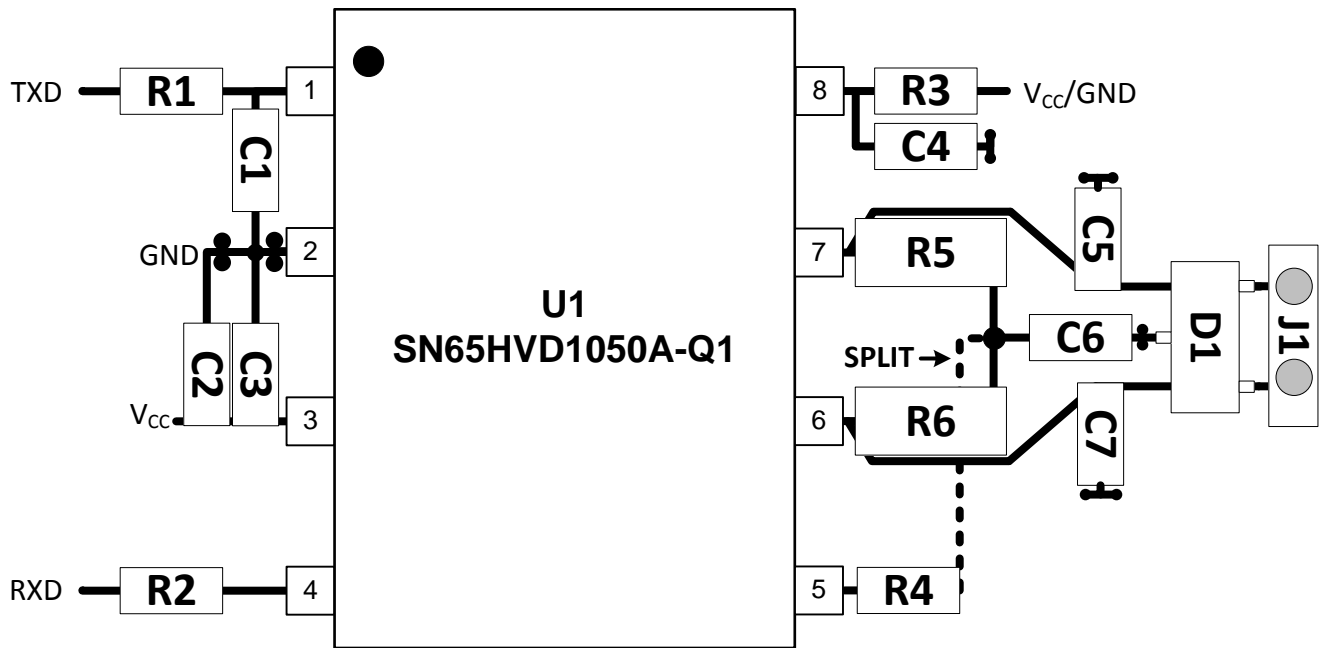 TXD
R1
1
8
R3
VCC/GND
C1
C4
GND
2
7
R5
C5
U1
SN65HVD1050A-Q1
D1
J1
C2
C3
SPLIT
C6
VCC
3
6
R6
C7
RXD
R2
4
5
R4